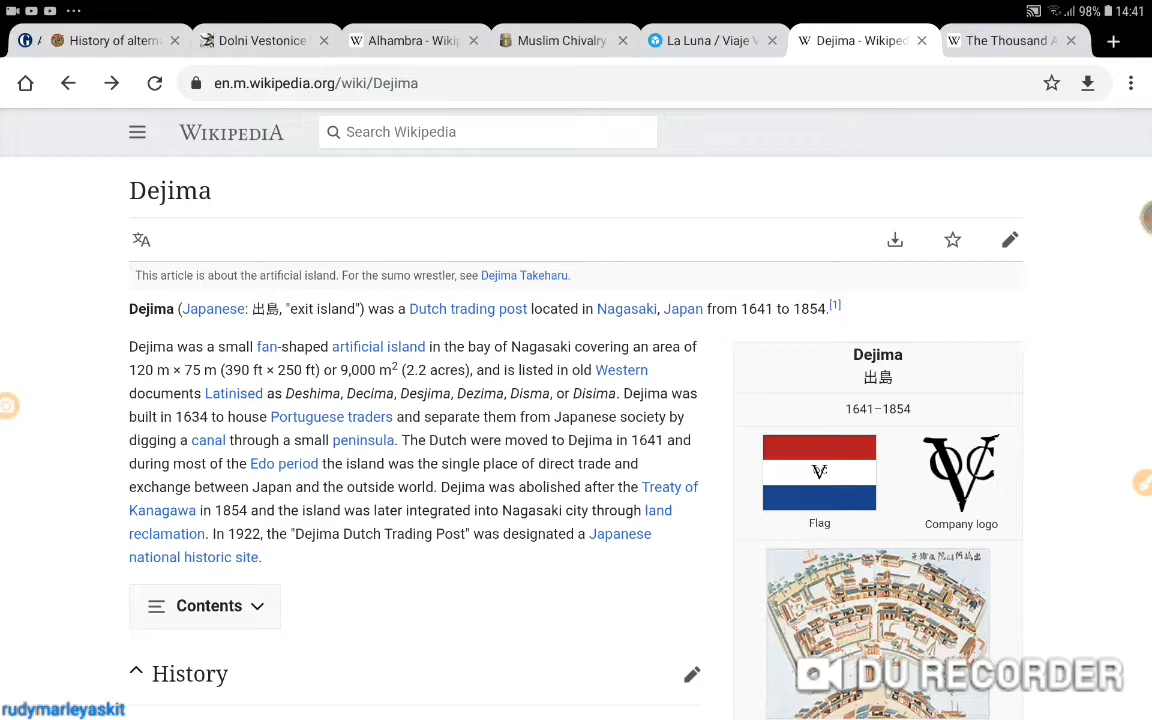 98% 14:41
History of altern
Dolni Vestonice
Alhambra - Wikip
Muslim Chivalry
La Luna / Viaje V
Dejima - Wikiped
The Thousand A
en.m.wikipedia.org/wiki/Dejima
WIKIPEDIA
Search Wikipedia
Dejima
This article is about the artificial island. For the sumo wrestler, see Dejima Takeharu.
Dejima (Japanese: 出島, "exit island") was a Dutch trading post located in Nagasaki, Japan from 1641 to 1854.[1]
Dejima was a small fan-shaped artificial island in the bay of Nagasaki covering an area of
120 m × 75 m (390 ft × 250 ft) or 9,000 m2 (2.2 acres), and is listed in old Western
documents Latinised as Deshima, Decima, Desjima, Dezima, Disma, or Disima. Dejima was
built in 1634 to house Portuguese traders and separate them from Japanese society by
digging a canal through a small peninsula. The Dutch were moved to Dejima in 1641 and
during most of the Edo period the island was the single place of direct trade and
exchange between Japan and the outside world. Dejima was abolished after the Treaty of
Kanagawa in 1854 and the island was later integrated into Nagasaki city through land
reclamation. In 1922, the "Dejima Dutch Trading Post" was designated a Japanese
national historic site.
Contents
History
Dejima
出島
1641–1854
VOC
VOC
Flag
Company logo
DU RECORDER
rudymarleyaskit